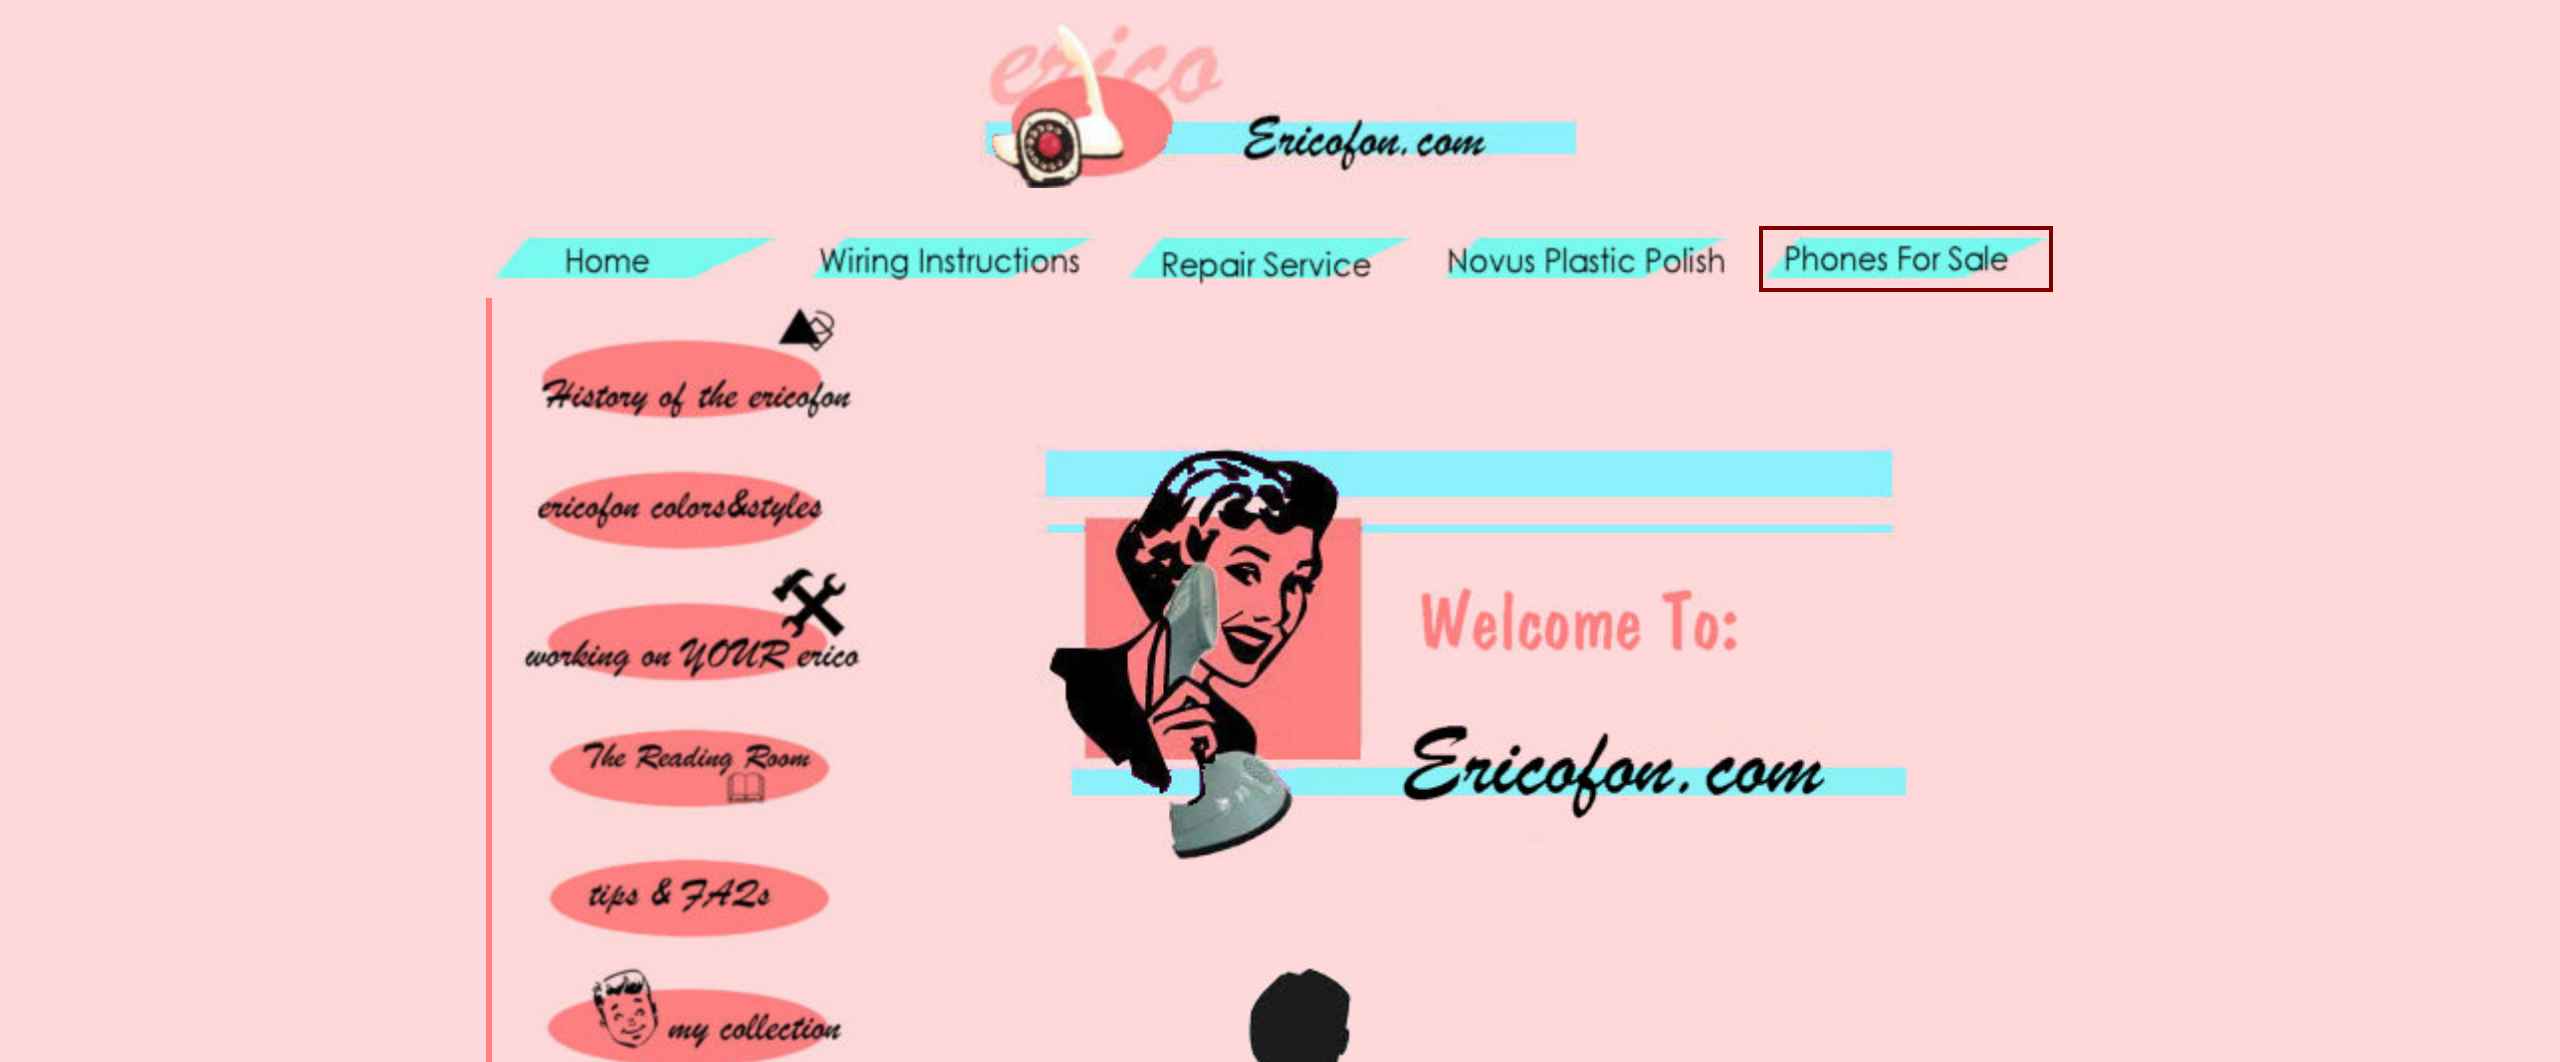 erico
Ericofon.com
Home
Wiring Instructions
Repair Service
Novus Plastic Polish
Phones For Sale
History of the ericofon
ericofon colors&styles
working on YOUR erico
The Reading Room
tips & FAQs
my collection
Welcome To:
Ericofon.com